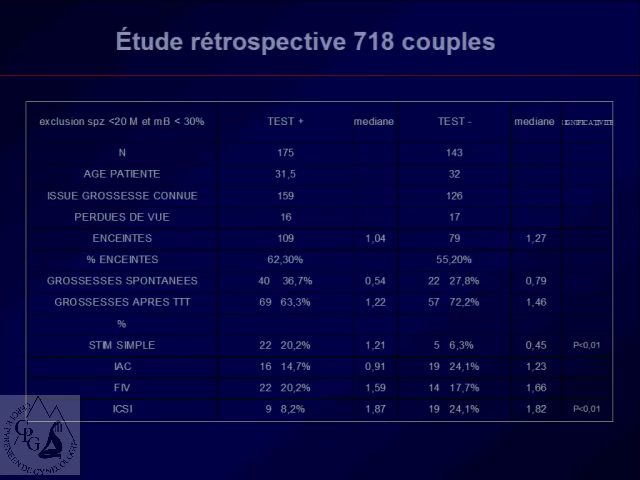 Étude rétrospective 718 couples
exclusion spz <20 M et mB < 30% TEST + mediane TEST - mediane SIGNIFICATIVITE
N 175 143
AGE PATIENTE 31,5 32
ISSUE GROSSESSE CONNUE 159 126
PERDUES DE VUE 16 17
ENCEINTES 109 1,04 79 1,27
% ENCEINTES 62,30% 55,20%
GROSSESSES SPONTANEES 40 36,7% 0,54 22 27,8% 0,79
GROSSESSES APRES TTT 69 63,3% 1,22 57 72,2% 1,46
%
STIM SIMPLE 22 20,2% 1,21 5 6,3% 0,45 P<0,01
IAC 16 14,7% 0,91 19 24,1% 1,23
FIV 22 20,2% 1,59 14 17,7% 1,66
ICSI 9 8,2% 1,87 19 24,1% 1,82 P<0,01
CPG
CERCLE PYRENEEN DE GYNECOLOGIE